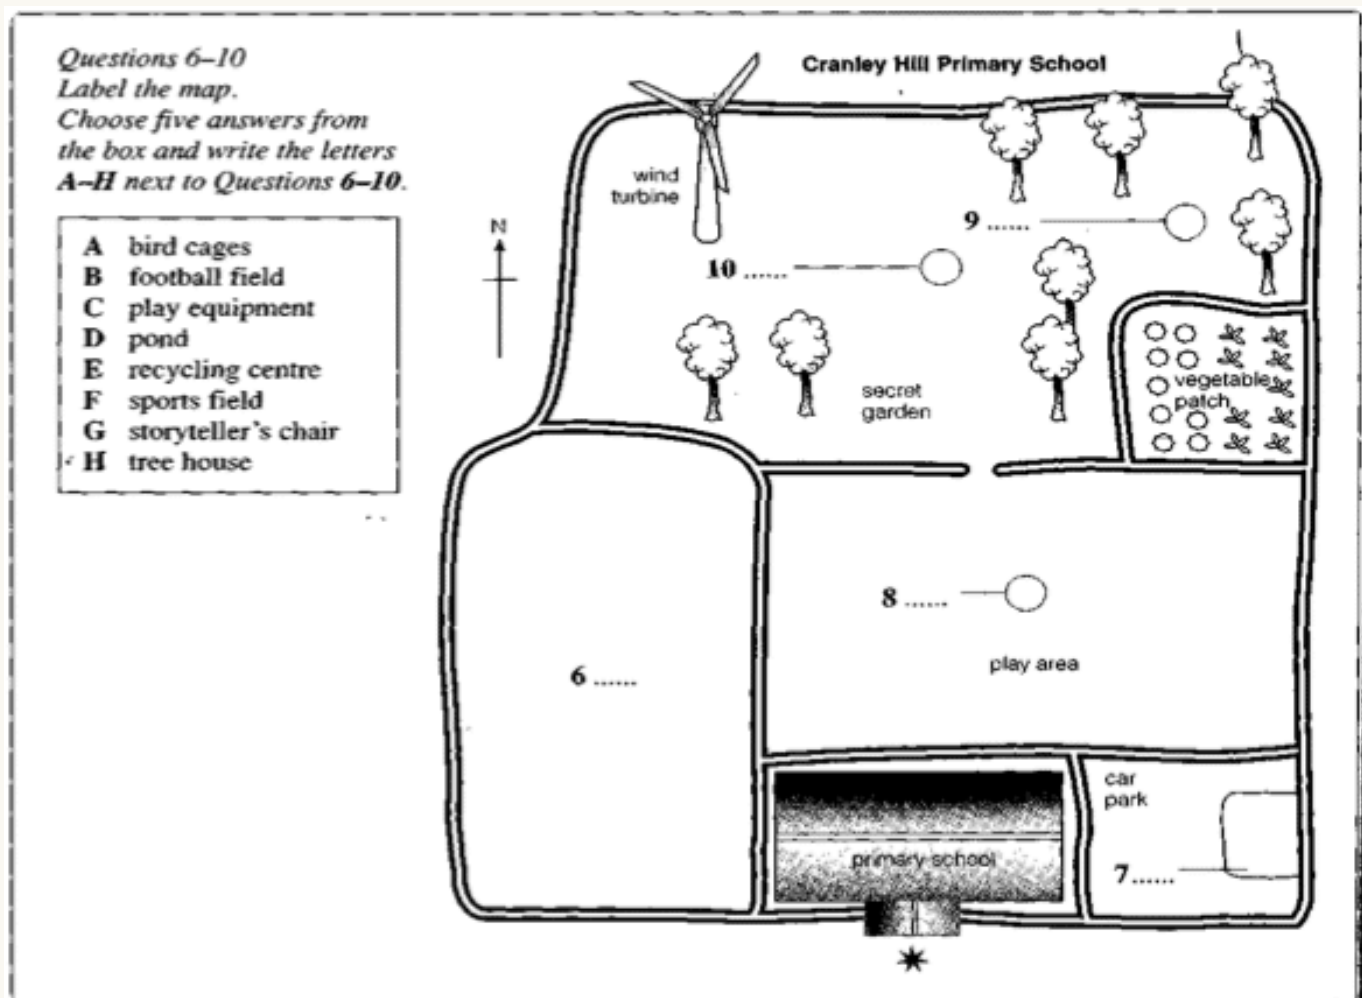 Questions 6–10
Label the map.
Choose five answers from
the box and write the letters
A–H next to Questions 6–10.
A bird cages
B football field
C play equipment
D pond
E recycling centre
F sports field
G storyteller's chair
H tree house
N
Cranley Hill Primary School
wind
turbine
9 ......
10 ......
secret
garden
vegetable
patch
8 ......
play area
6 ......
car
park
primary school
7 ......